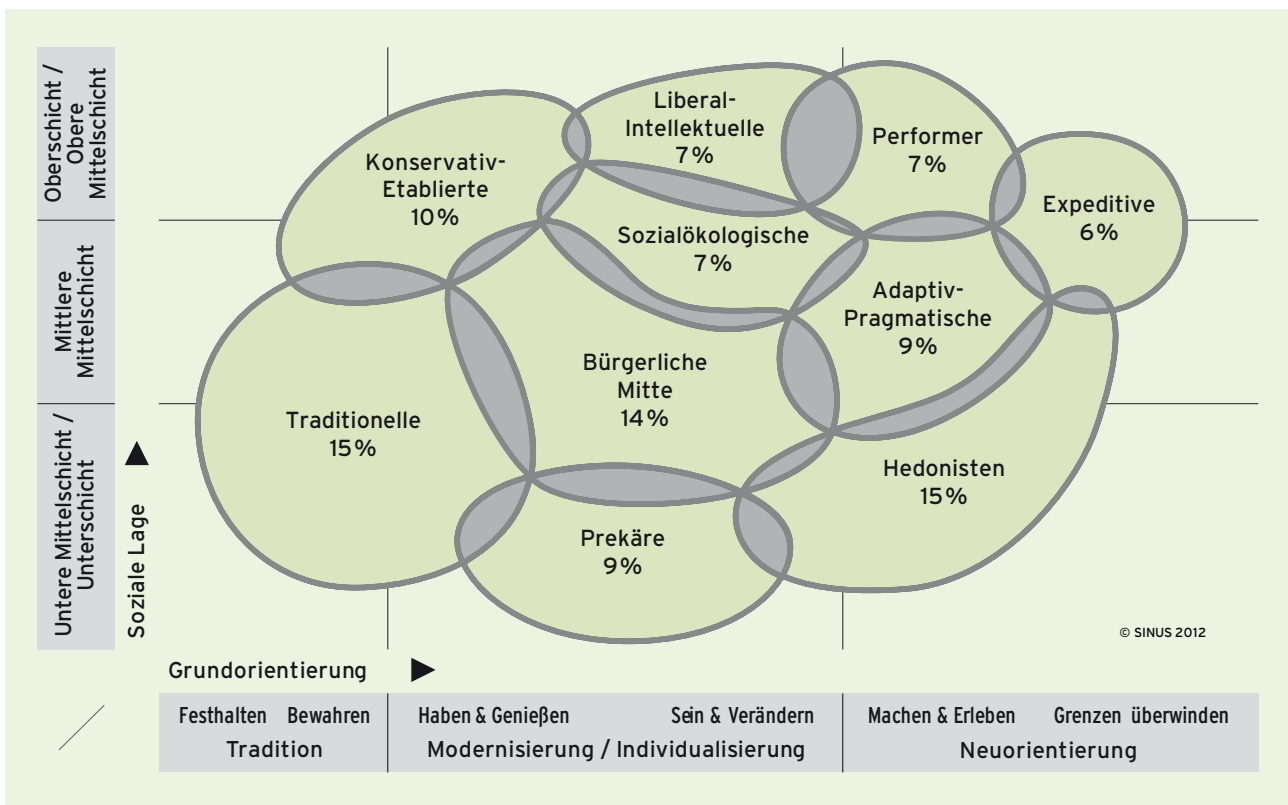 Oberschicht /
Obere
Mittelschicht
Mittlere
Mittelschicht
Untere Mittelschicht /
Unterschicht
Soziale Lage
Liberal-
Intellektuelle
7%
Performer
7%
Konservativ-
Etablierte
10%
Expeditive
6%
Sozialökologische
7%
Adaptiv-
Pragmatische
9%
Bürgerliche
Mitte
14%
Traditionelle
15%
Hedonisten
15%
Prekäre
9%
© SINUS 2012
Grundorientierung
Festhalten Bewahren
Tradition
Haben & Genießen Sein & Verändern
Modernisierung / Individualisierung
Machen & Erleben Grenzen überwinden
Neuorientierung